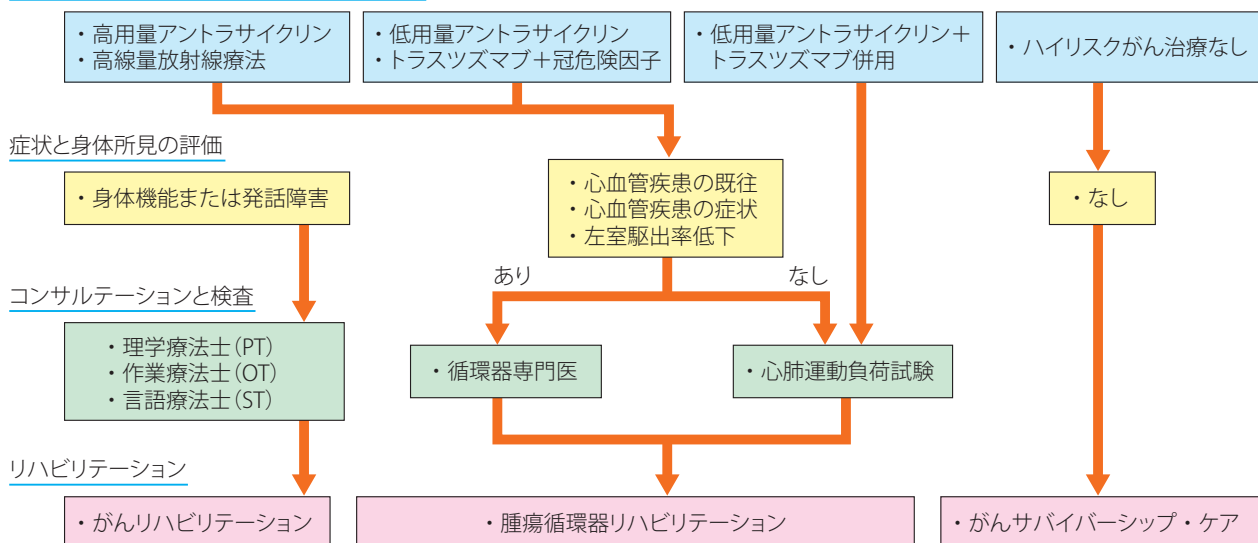 ・高用量アントラサイクリン
・高線量放射線療法
・低用量アントラサイクリン
・トラスツズマブ＋冠危険因子
・低用量アントラサイクリン＋
トラスツズマブ併用
・ハイリスクがん治療なし
症状と身体所見の評価
・身体機能または発話障害
・心血管疾患の既往
・心血管疾患の症状
・左室駆出率低下
・なし
あり
なし
コンサルテーションと検査
・理学療法士（PT）
・作業療法士（OT）
・言語療法士（ST）
・循環器専門医
・心肺運動負荷試験
リハビリテーション
・がんリハビリテーション
・腫瘍循環器リハビリテーション
・がんサバイバーシップ・ケア